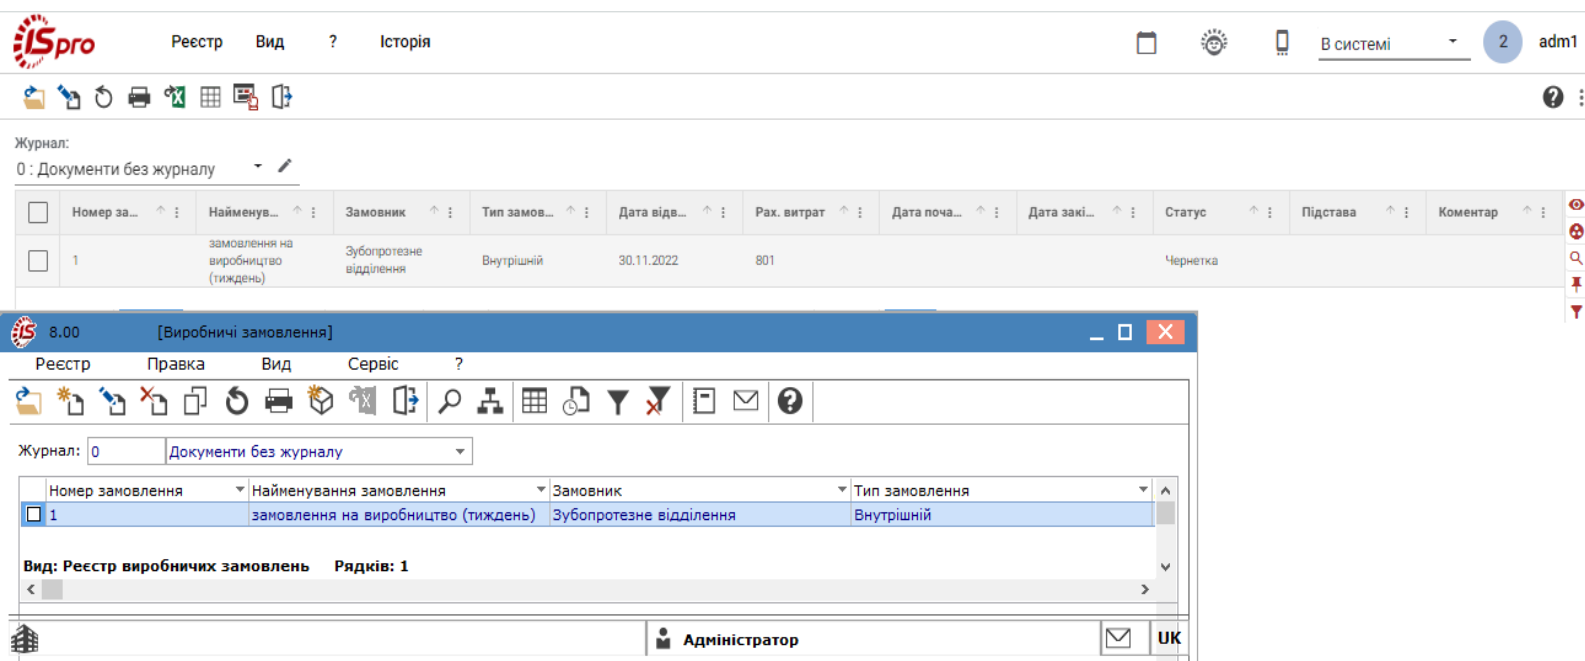 iSpro Реєстр Вид ? Історія В системі 2 adm1
Журнал:
0 : Документи без журналу
Номер за... Найменув... Замовник Тип замов... Дата відв... Рах. витрат Дата поча... Дата закі... Статус Підстава Коментар
1 замовлення на виробництво (тиждень) Зубопротезне відділення Внутрішній 30.11.2022 801 Чернетка
8.00 [Виробничі замовлення]
Реєстр Правка Вид Сервіс ?
Журнал: 0 Документи без журналу
Номер замовлення Найменування замовлення Замовник Тип замовлення
1 замовлення на виробництво (тиждень) Зубопротезне відділення Внутрішній
Вид: Реєстр виробничих замовлень Рядків: 1
Адміністратор UK